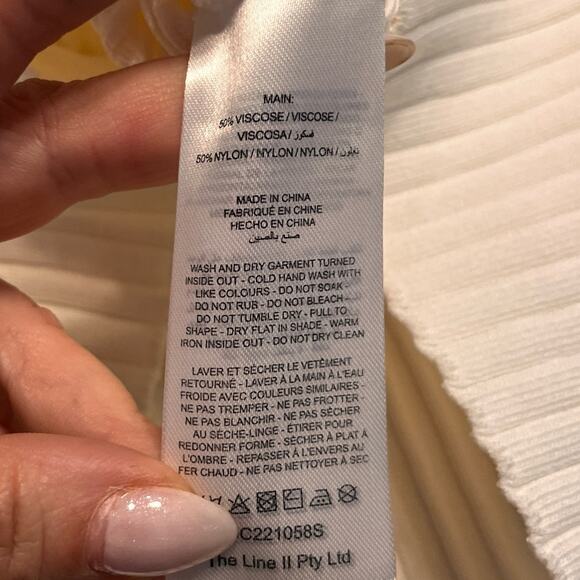 MAIN:
50% VISCOSE / VISCOSE /
VISCOSA / فسكوز
50% NYLON / NYLON / NYLON / نايلون
MADE IN CHINA
FABRIQUÉ EN CHINE
HECHO EN CHINA
صنع بالصين
WASH AND DRY GARMENT TURNED
INSIDE OUT - COLD HAND WASH WITH
LIKE COLOURS - DO NOT SOAK -
DO NOT RUB - DO NOT BLEACH -
DO NOT TUMBLE DRY - PULL TO
SHAPE - DRY FLAT IN SHADE - WARM
IRON INSIDE OUT - DO NOT DRY CLEAN
LAVER ET SÉCHER LE VETÊMENT
RETOURNÉ - LAVER À LA MAIN À L'EAU
FROIDE AVEC COULEURS SIMILAIRES -
NE PAS TREMPER - NE PAS FROTTER -
NE PAS BLANCHIR - NE PAS SÉCHER
AU SÈCHE-LINGE - ÉTIRER POUR
REDONNER FORME - SÉCHER À PLAT À
L'OMBRE - REPASSER À L'ENVERS AU
FER CHAUD - NE PAS NETTOYER À SEC
C221058S
The Line II Pty Ltd